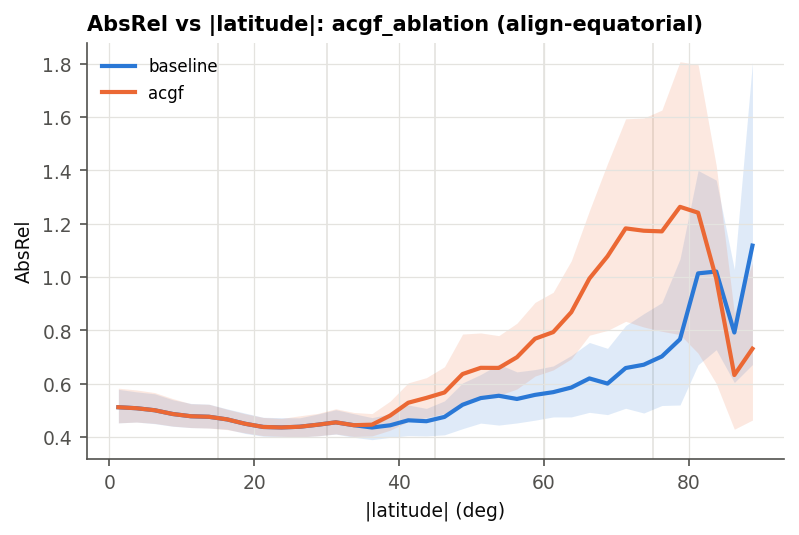 AbsRel vs |latitude|: acgf_ablation (align-equatorial)
baseline
acgf
AbsRel
1.8
1.6
1.4
1.2
1.0
0.8
0.6
0.4
0 20 40 60 80
|latitude| (deg)